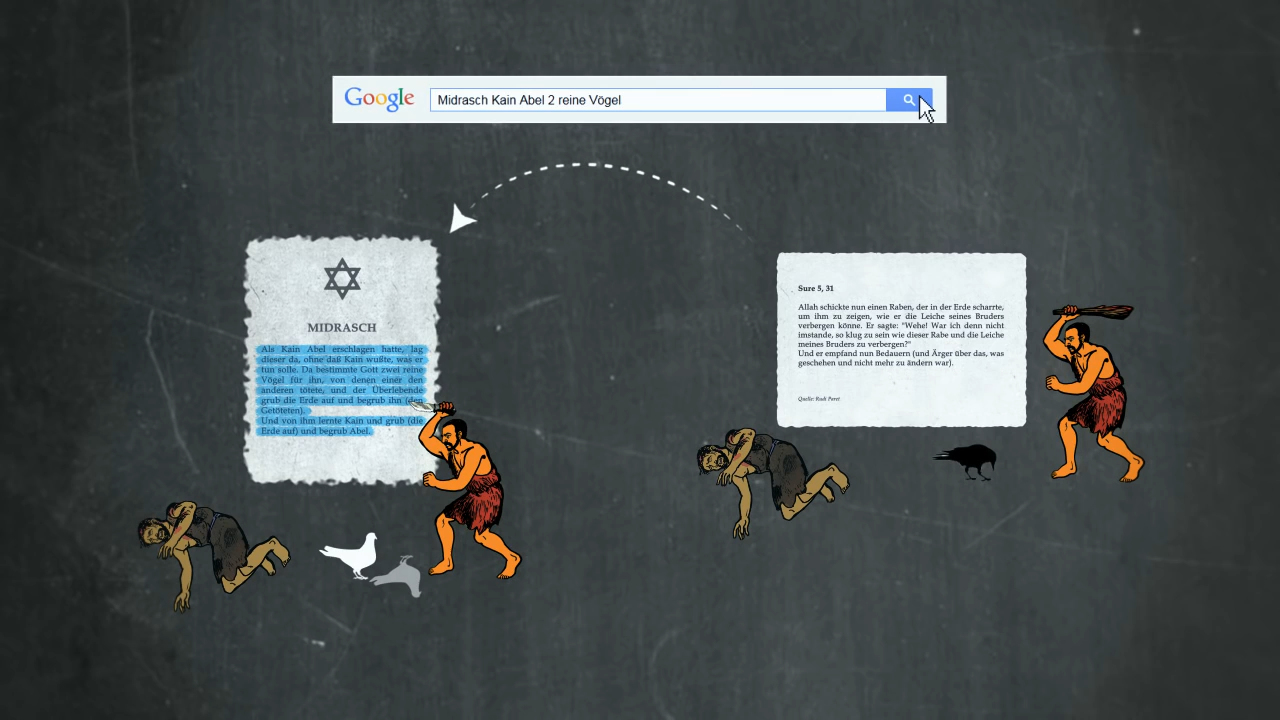 Google Midrasch Kain Abel 2 reine Vögel
MIDRASCH
Als Kain Abel erschlagen hatte, lag
dieser da, ohne daß Kain wußte, was er
tun solle. Da bestimmte Gott zwei reine
Vögel für ihn, von denen einer den
anderen tötete, und der Überlebende
grub die Erde auf und begrub ihn (den
Getöteten).
Und von ihm lernte Kain und grub (die
Erde auf) und begrub Abel.
Sure 5, 31
Allah schickte nun einen Raben, der in der Erde scharrte,
um ihm zu zeigen, wie er die Leiche seines Bruders
verbergen könne. Er sagte: "Wehe! War ich denn nicht
imstande, so klug zu sein wie dieser Rabe und die Leiche
meines Bruders zu verbergen?"
Und er empfand nun Bedauern (und Ärger über das, was
geschehen und nicht mehr zu ändern war).
Quelle: Rudi Paret